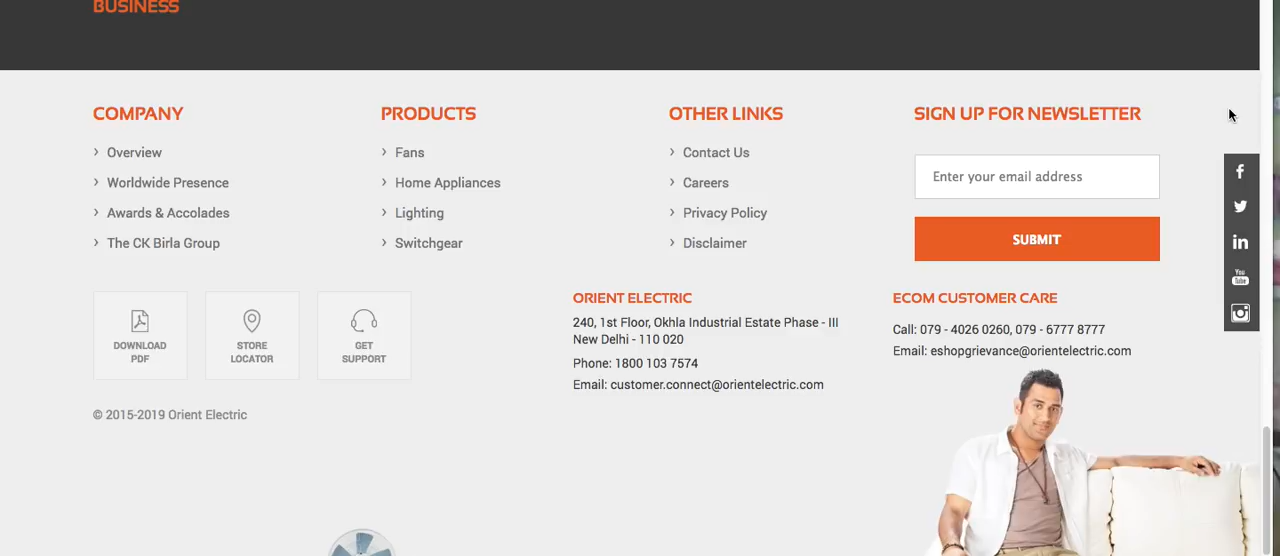 BUSINESS
COMPANY
› Overview
› Worldwide Presence
› Awards & Accolades
› The CK Birla Group
PRODUCTS
› Fans
› Home Appliances
› Lighting
› Switchgear
OTHER LINKS
› Contact Us
› Careers
› Privacy Policy
› Disclaimer
SIGN UP FOR NEWSLETTER
Enter your email address
SUBMIT
f
in
You
Tube
DOWNLOAD
PDF
STORE
LOCATOR
GET
SUPPORT
ORIENT ELECTRIC
240, 1st Floor, Okhla Industrial Estate Phase - III
New Delhi - 110 020
Phone: 1800 103 7574
Email: customer.connect@orientelectric.com
ECOM CUSTOMER CARE
Call: 079 - 4026 0260, 079 - 6777 8777
Email: eshopgrievance@orientelectric.com
© 2015-2019 Orient Electric